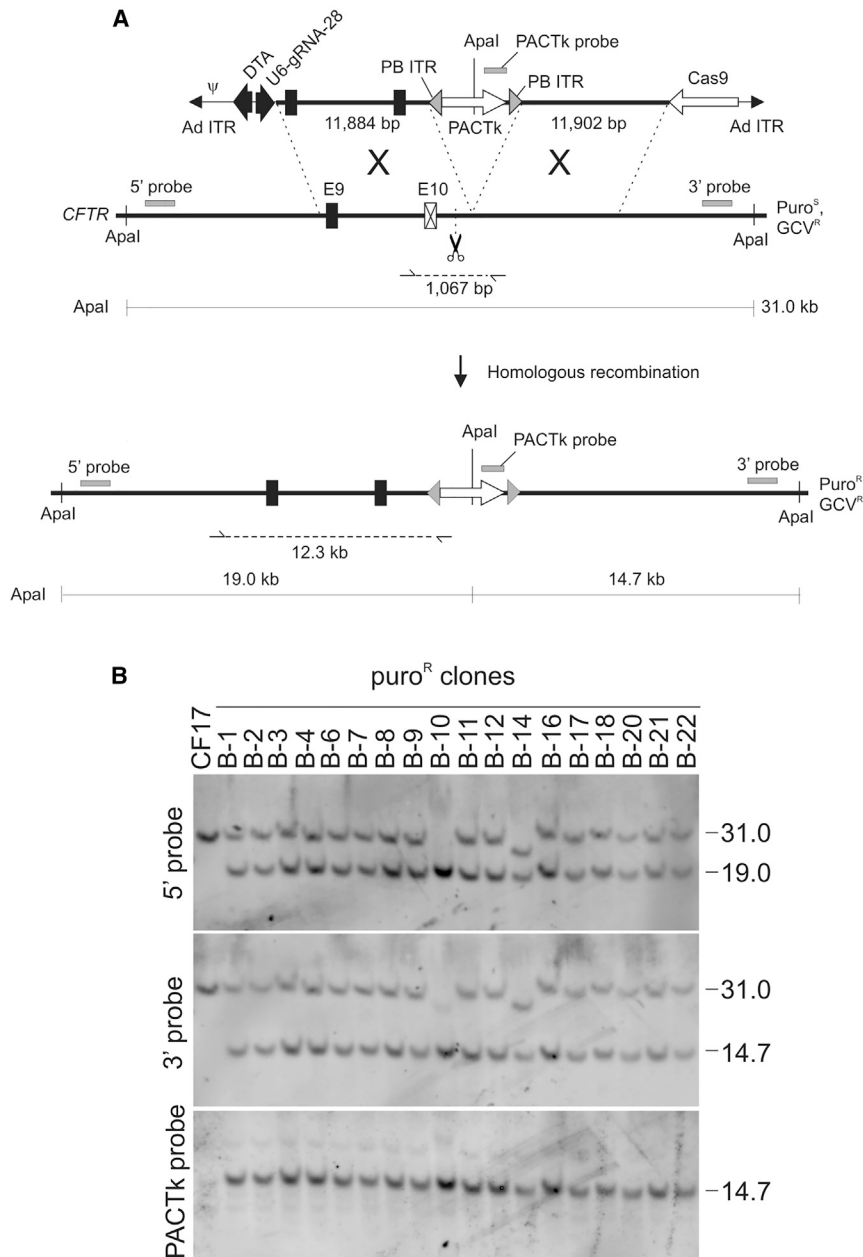 A
ψ
DTA
U6-gRNA-28
PB ITR
ApaI
PACTk probe
PB ITR
Cas9
Ad ITR
11,884 bp
PACTk
11,902 bp
Ad ITR
X
X
5' probe
E9
E10
3' probe
CFTR
Puroˢ,
GCVᴿ
ApaI
ApaI
1,067 bp
ApaI
31.0 kb
Homologous recombination
ApaI
PACTk probe
5' probe
3' probe
Puroᴿ
GCVᴿ
ApaI
ApaI
12.3 kb
19.0 kb
14.7 kb
ApaI
B
puroᴿ clones
CF17
B-1
B-2
B-3
B-4
B-6
B-7
B-8
B-9
B-10
B-11
B-12
B-14
B-16
B-17
B-18
B-20
B-21
B-22
5' probe
31.0
19.0
3' probe
31.0
14.7
PACTk probe
14.7